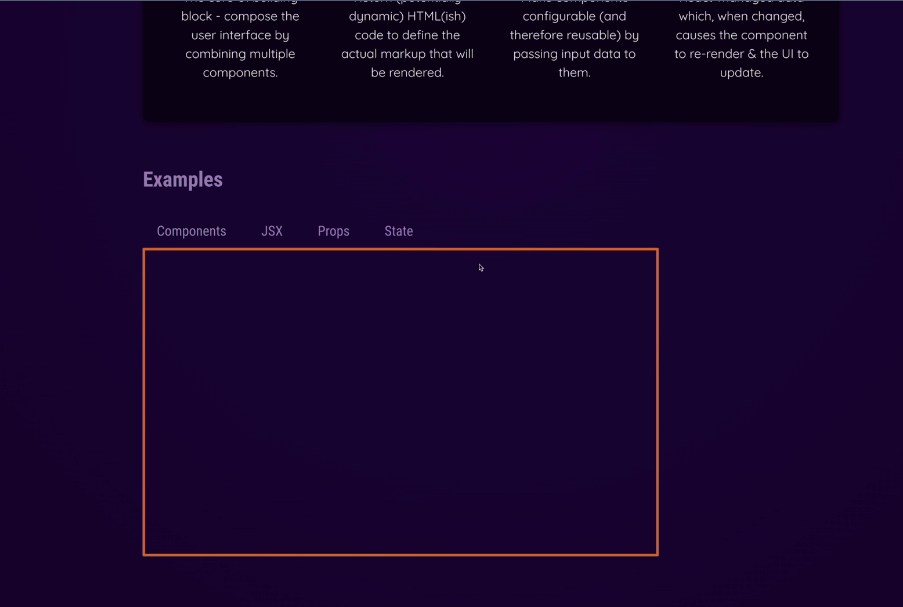 block - compose the
user interface by
combining multiple
components.
dynamic) HTML(ish)
code to define the
actual markup that will
be rendered.
configurable (and
therefore reusable) by
passing input data to
them.
which, when changed,
causes the component
to re-render & the UI to
update.
Examples
Components JSX Props State